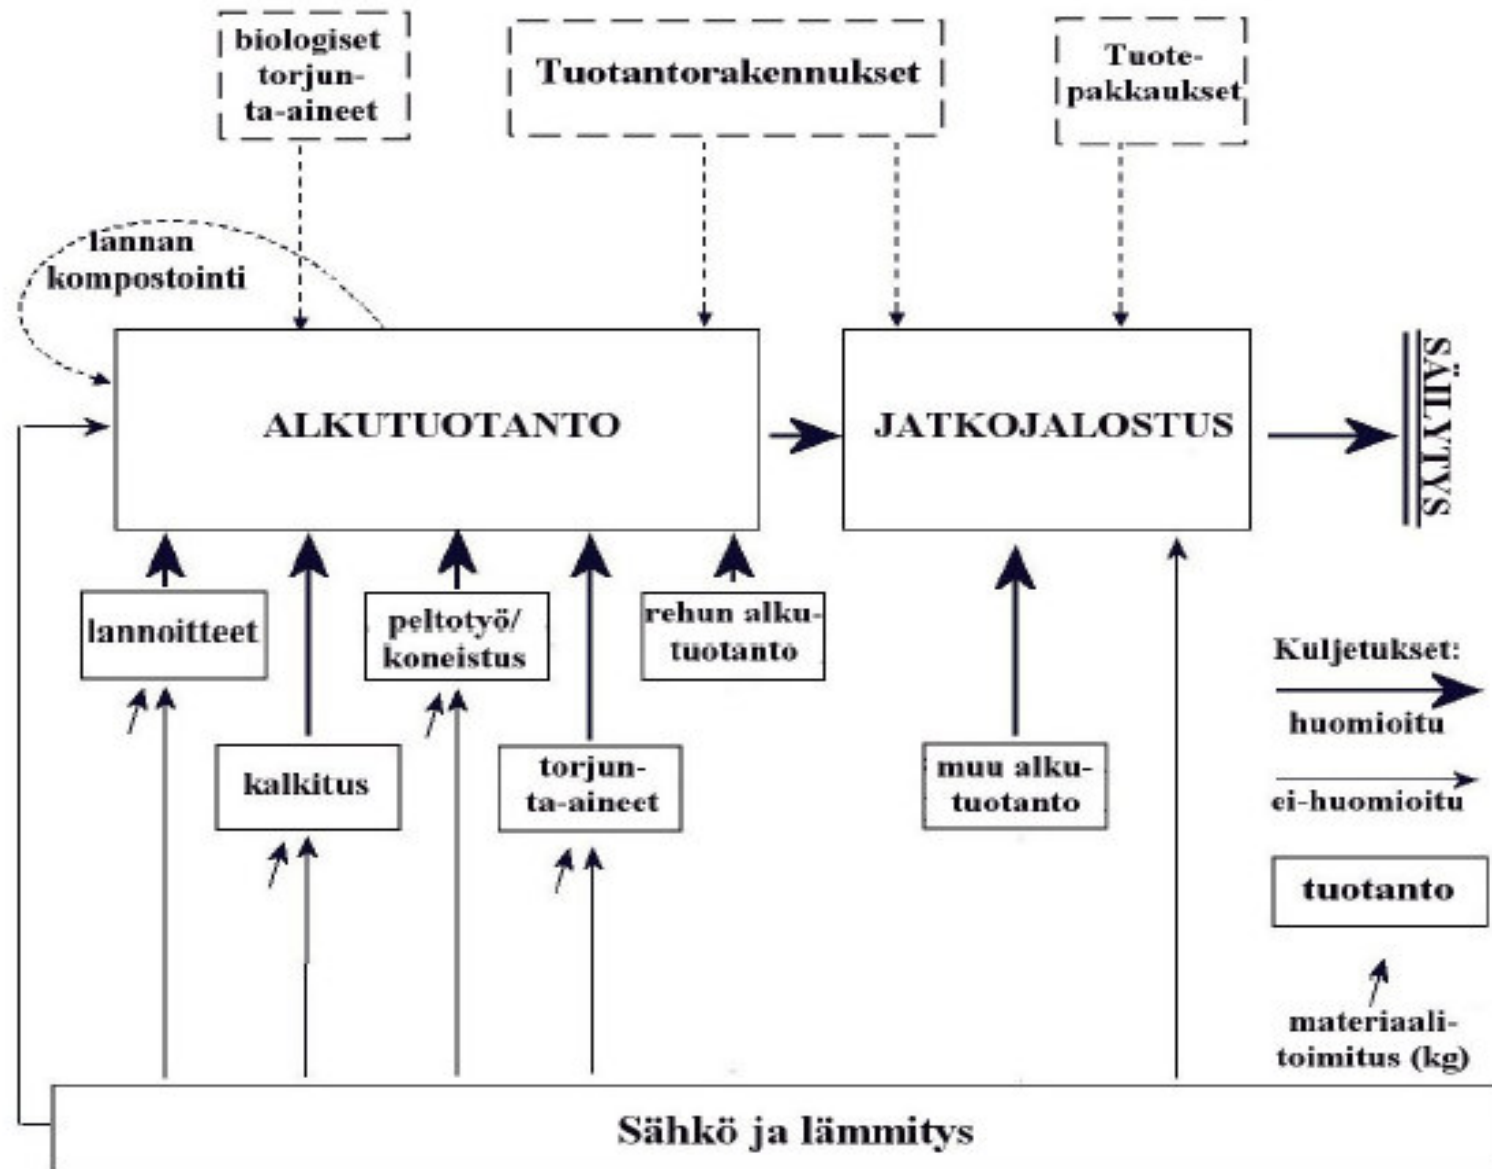 biologiset
torjun-
ta-aineet
Tuotantorakennukset
Tuote-
pakkaukset
lannan
kompostointi
ALKUTUOTANTO
JATKOJALOSTUS
SÄILYTYS
lannoitteet
peltotyö/
koneistus
rehun alku-
tuotanto
kalkitus
torjun-
ta-aineet
muu alku-
tuotanto
Kuljetukset:
huomioitu
ei-huomioitu
tuotanto
materiaali-
toimitus (kg)
Sähkö ja lämmitys